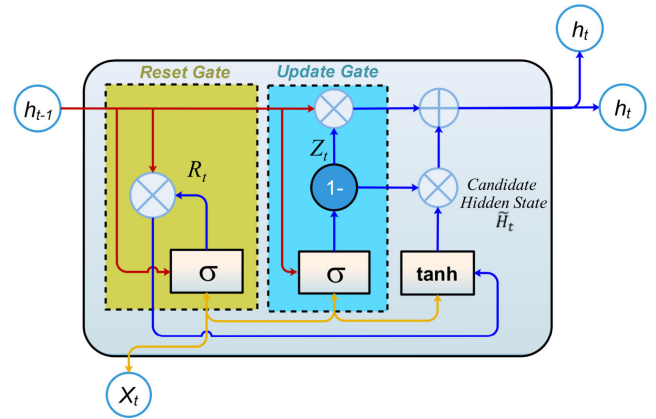 h_t
Reset Gate
Update Gate
h_{t-1}
h_t
Z_t
R_t
1-
Candidate
Hidden State
H̃_t
σ
σ
tanh
X_t